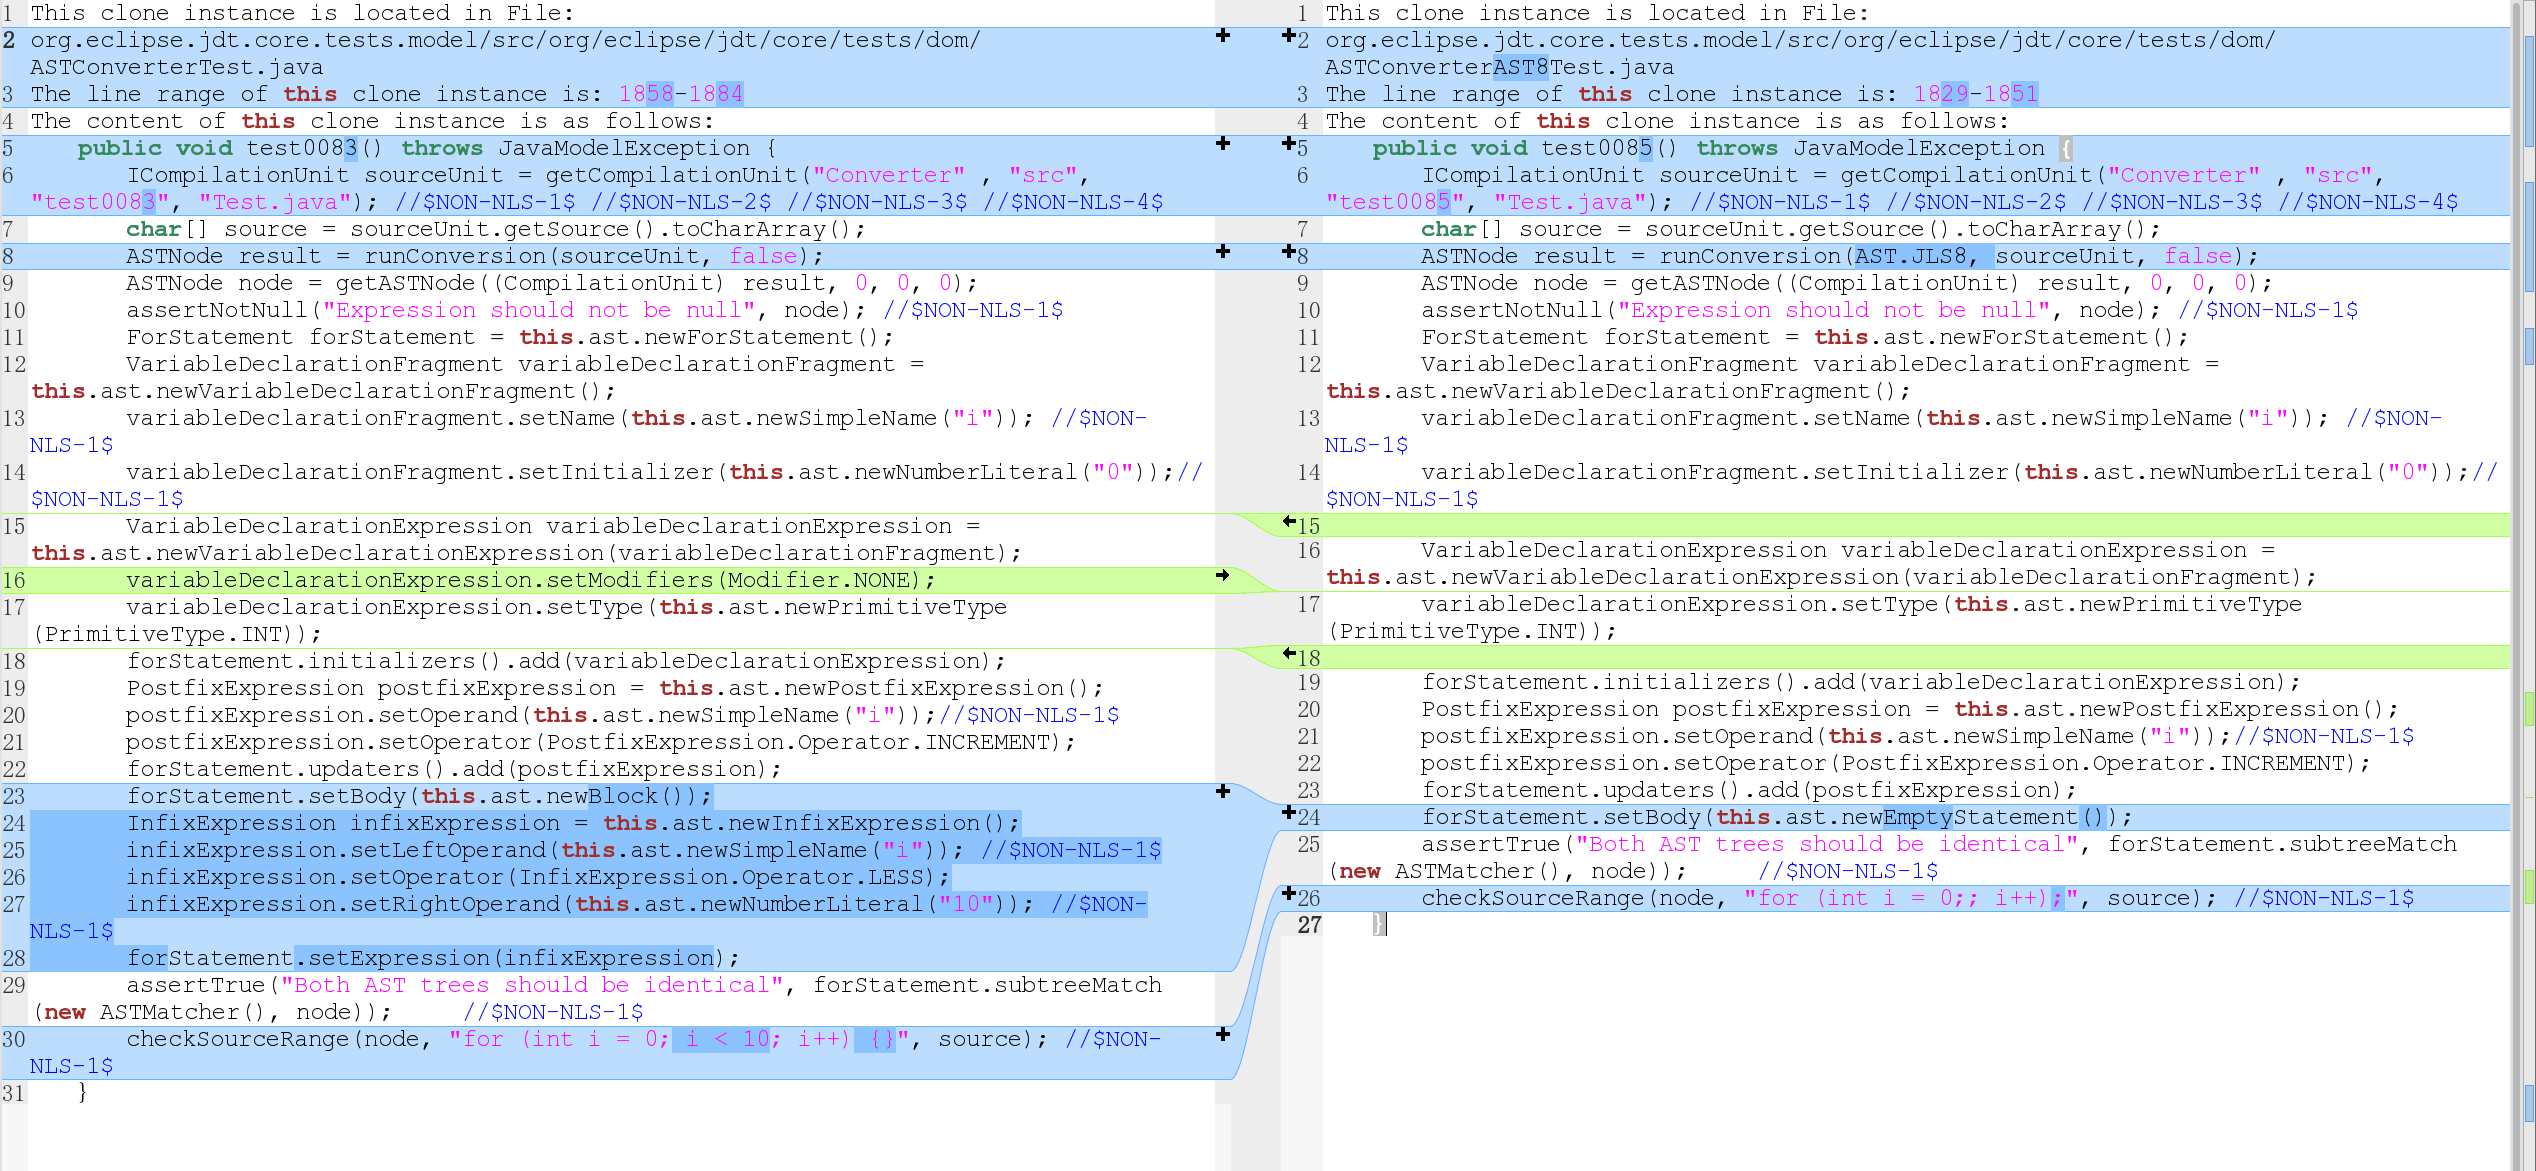 1 This clone instance is located in File:
2 org.eclipse.jdt.core.tests.model/src/org/eclipse/jdt/core/tests/dom/
ASTConverterTest.java
3 The line range of this clone instance is: 1858-1884
4 The content of this clone instance is as follows:
5 public void test0083() throws JavaModelException {
6 ICompilationUnit sourceUnit = getCompilationUnit("Converter" , "src",
"test0083", "Test.java"); //$NON-NLS-1$ //$NON-NLS-2$ //$NON-NLS-3$ //$NON-NLS-4$
7 char[] source = sourceUnit.getSource().toCharArray();
8 ASTNode result = runConversion(sourceUnit, false);
9 ASTNode node = getASTNode((CompilationUnit) result, 0, 0, 0);
10 assertNotNull("Expression should not be null", node); //$NON-NLS-1$
11 ForStatement forStatement = this.ast.newForStatement();
12 VariableDeclarationFragment variableDeclarationFragment =
this.ast.newVariableDeclarationFragment();
13 variableDeclarationFragment.setName(this.ast.newSimpleName("i")); //$NON-
NLS-1$
14 variableDeclarationFragment.setInitializer(this.ast.newNumberLiteral("0"));//
$NON-NLS-1$
15 VariableDeclarationExpression variableDeclarationExpression =
this.ast.newVariableDeclarationExpression(variableDeclarationFragment);
16 variableDeclarationExpression.setModifiers(Modifier.NONE);
17 variableDeclarationExpression.setType(this.ast.newPrimitiveType
(PrimitiveType.INT));
18 forStatement.initializers().add(variableDeclarationExpression);
19 PostfixExpression postfixExpression = this.ast.newPostfixExpression();
20 postfixExpression.setOperand(this.ast.newSimpleName("i"));//$NON-NLS-1$
21 postfixExpression.setOperator(PostfixExpression.Operator.INCREMENT);
22 forStatement.updaters().add(postfixExpression);
23 forStatement.setBody(this.ast.newBlock());
24 InfixExpression infixExpression = this.ast.newInfixExpression();
25 infixExpression.setLeftOperand(this.ast.newSimpleName("i")); //$NON-NLS-1$
26 infixExpression.setOperator(InfixExpression.Operator.LESS);
27 infixExpression.setRightOperand(this.ast.newNumberLiteral("10")); //$NON-
NLS-1$
28 forStatement.setExpression(infixExpression);
29 assertTrue("Both AST trees should be identical", forStatement.subtreeMatch
(new ASTMatcher(), node)); //$NON-NLS-1$
30 checkSourceRange(node, "for (int i = 0; i < 10; i++) {}", source); //$NON-
NLS-1$
31 }
1 This clone instance is located in File:
2 org.eclipse.jdt.core.tests.model/src/org/eclipse/jdt/core/tests/dom/
ASTConverterAST8Test.java
3 The line range of this clone instance is: 1829-1851
4 The content of this clone instance is as follows:
5 public void test0085() throws JavaModelException {
6 ICompilationUnit sourceUnit = getCompilationUnit("Converter" , "src",
"test0085", "Test.java"); //$NON-NLS-1$ //$NON-NLS-2$ //$NON-NLS-3$ //$NON-NLS-4$
7 char[] source = sourceUnit.getSource().toCharArray();
8 ASTNode result = runConversion(AST.JLS8, sourceUnit, false);
9 ASTNode node = getASTNode((CompilationUnit) result, 0, 0, 0);
10 assertNotNull("Expression should not be null", node); //$NON-NLS-1$
11 ForStatement forStatement = this.ast.newForStatement();
12 VariableDeclarationFragment variableDeclarationFragment =
this.ast.newVariableDeclarationFragment();
13 variableDeclarationFragment.setName(this.ast.newSimpleName("i")); //$NON-
NLS-1$
14 variableDeclarationFragment.setInitializer(this.ast.newNumberLiteral("0"));//
$NON-NLS-1$
15
16 VariableDeclarationExpression variableDeclarationExpression =
this.ast.newVariableDeclarationExpression(variableDeclarationFragment);
17 variableDeclarationExpression.setType(this.ast.newPrimitiveType
(PrimitiveType.INT));
18
19 forStatement.initializers().add(variableDeclarationExpression);
20 PostfixExpression postfixExpression = this.ast.newPostfixExpression();
21 postfixExpression.setOperand(this.ast.newSimpleName("i"));//$NON-NLS-1$
22 postfixExpression.setOperator(PostfixExpression.Operator.INCREMENT);
23 forStatement.updaters().add(postfixExpression);
24 forStatement.setBody(this.ast.newEmptyStatement());
25 assertTrue("Both AST trees should be identical", forStatement.subtreeMatch
(new ASTMatcher(), node)); //$NON-NLS-1$
26 checkSourceRange(node, "for (int i = 0;; i++);", source); //$NON-NLS-1$
27 }